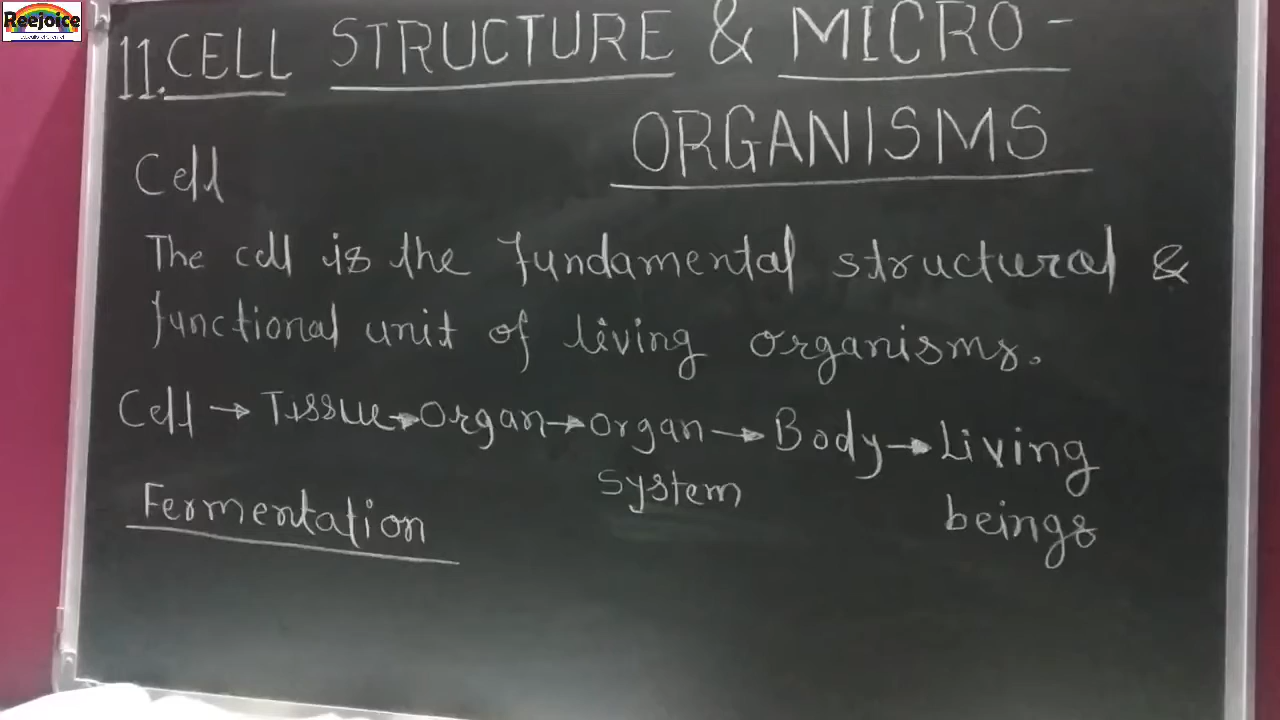 Reejoice
11. CELL STRUCTURE & MICRO-
ORGANISMS
Cell
The cell is the fundamental structural &
functional unit of living organisms.
Cell → Tissue → Organ → Organ → Body → Living
system
beings
Fermentation